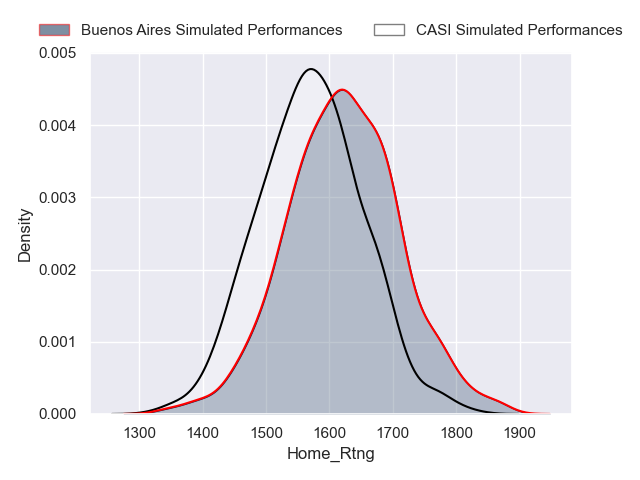 Buenos Aires Simulated Performances
CASI Simulated Performances
0.005
0.004
0.003
0.002
0.001
0.000
Density
1300 1400 1500 1600 1700 1800 1900
Home_Rtng